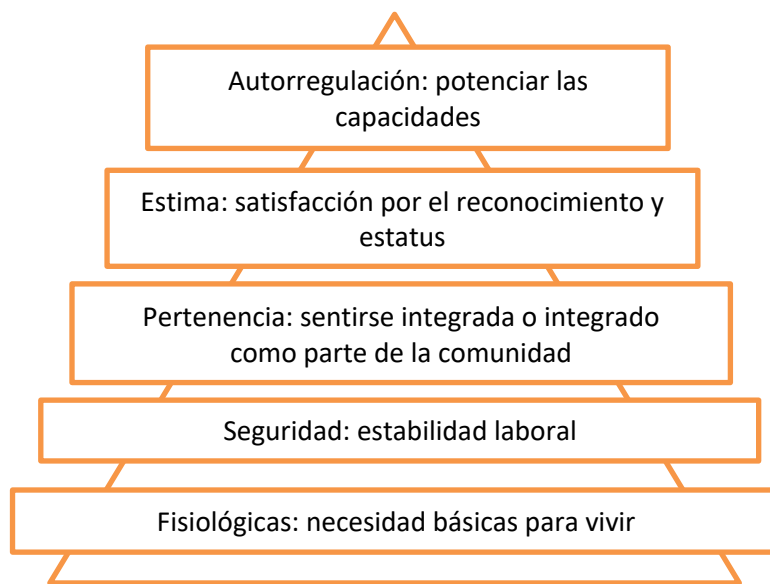 Autorregulación: potenciar las
capacidades
Estima: satisfacción por el reconocimiento y
estatus
Pertenencia: sentirse integrada o integrado
como parte de la comunidad
Seguridad: estabilidad laboral
Fisiológicas: necesidad básicas para vivir